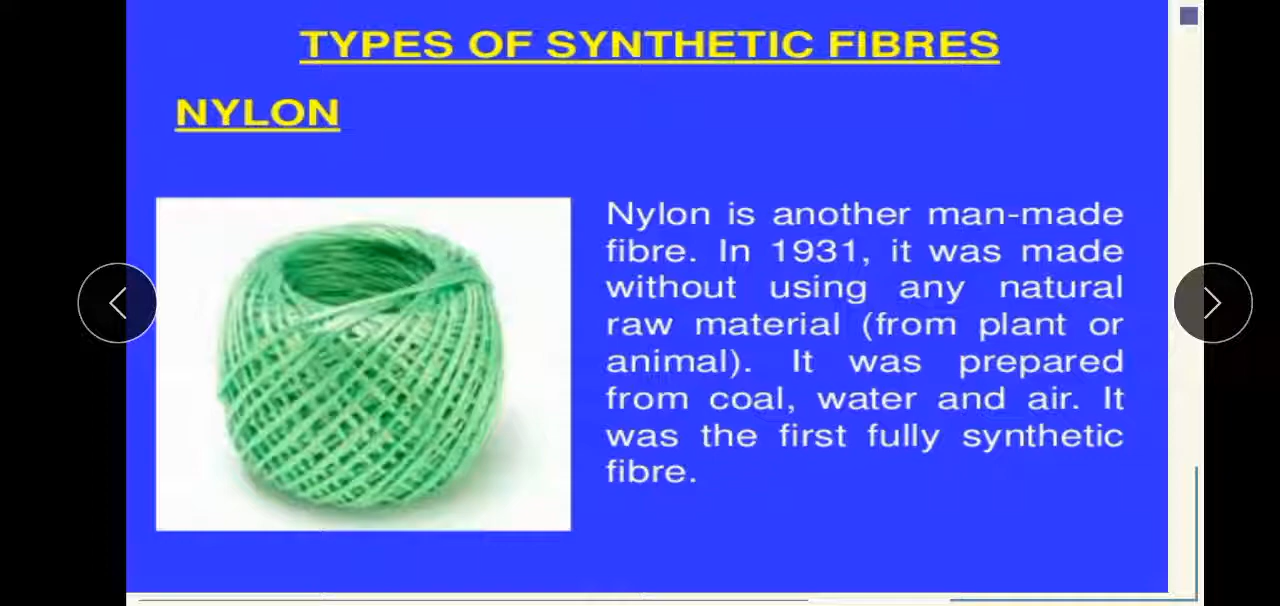 TYPES OF SYNTHETIC FIBRES
NYLON
Nylon is another man-made
fibre. In 1931, it was made
without using any natural
raw material (from plant or
animal). It was prepared
from coal, water and air. It
was the first fully synthetic
fibre.